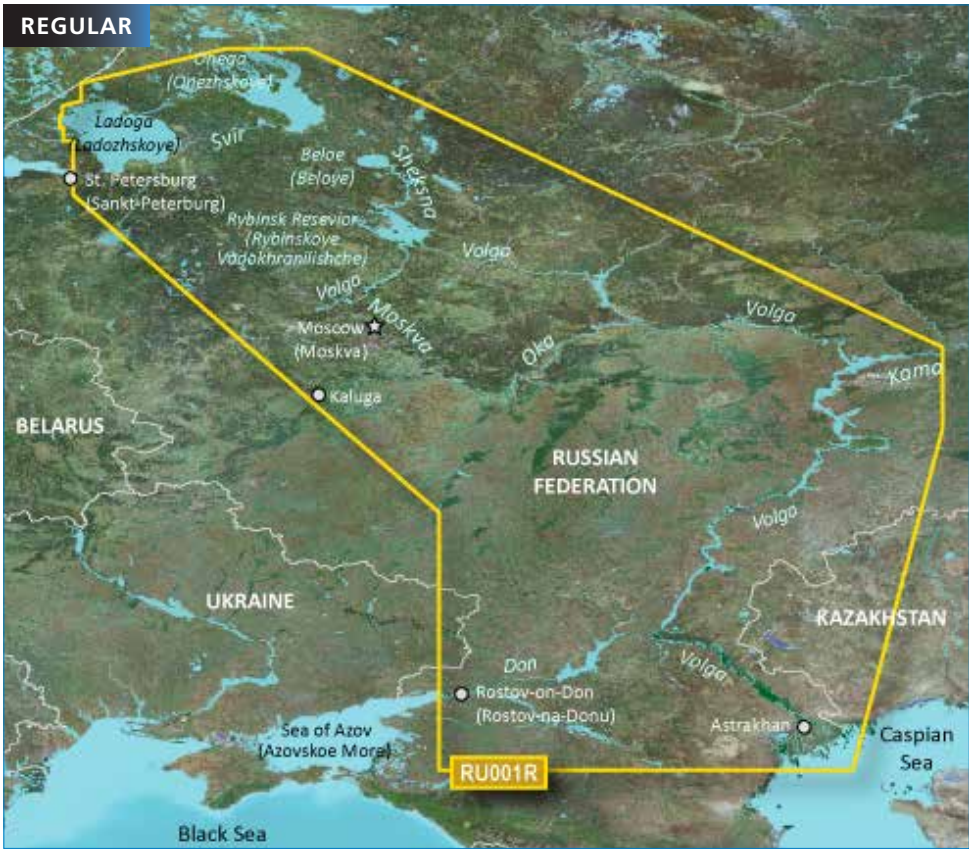 REGULAR
Onega
(Onezhskoye)
Ladoga
(Ladozhskoye)
Svir
Beloe
(Beloye)
Sheksna
St. Petersburg
(Sankt-Peterburg)
Rybinsk Resevior
(Rybinskoye
Vodokhranilishche)
Volga
Volga
Moskva
Moscow
(Moskva)
Volga
Oka
Kama
Kaluga
BELARUS
RUSSIAN
FEDERATION
Volga
UKRAINE
KAZAKHSTAN
Don
Volga
Rostov-on-Don
(Rostov-na-Donu)
Astrakhan
Sea of Azov
(Azovskoe More)
Caspian
Sea
RU001R
Black Sea